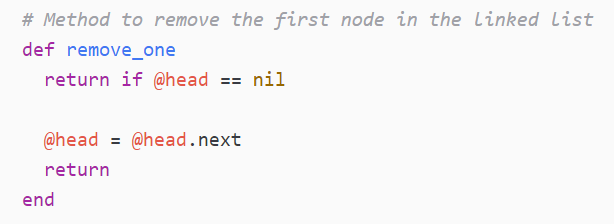 # Method to remove the first node in the linked list
def remove_one
  return if @head == nil

  @head = @head.next
  return
end